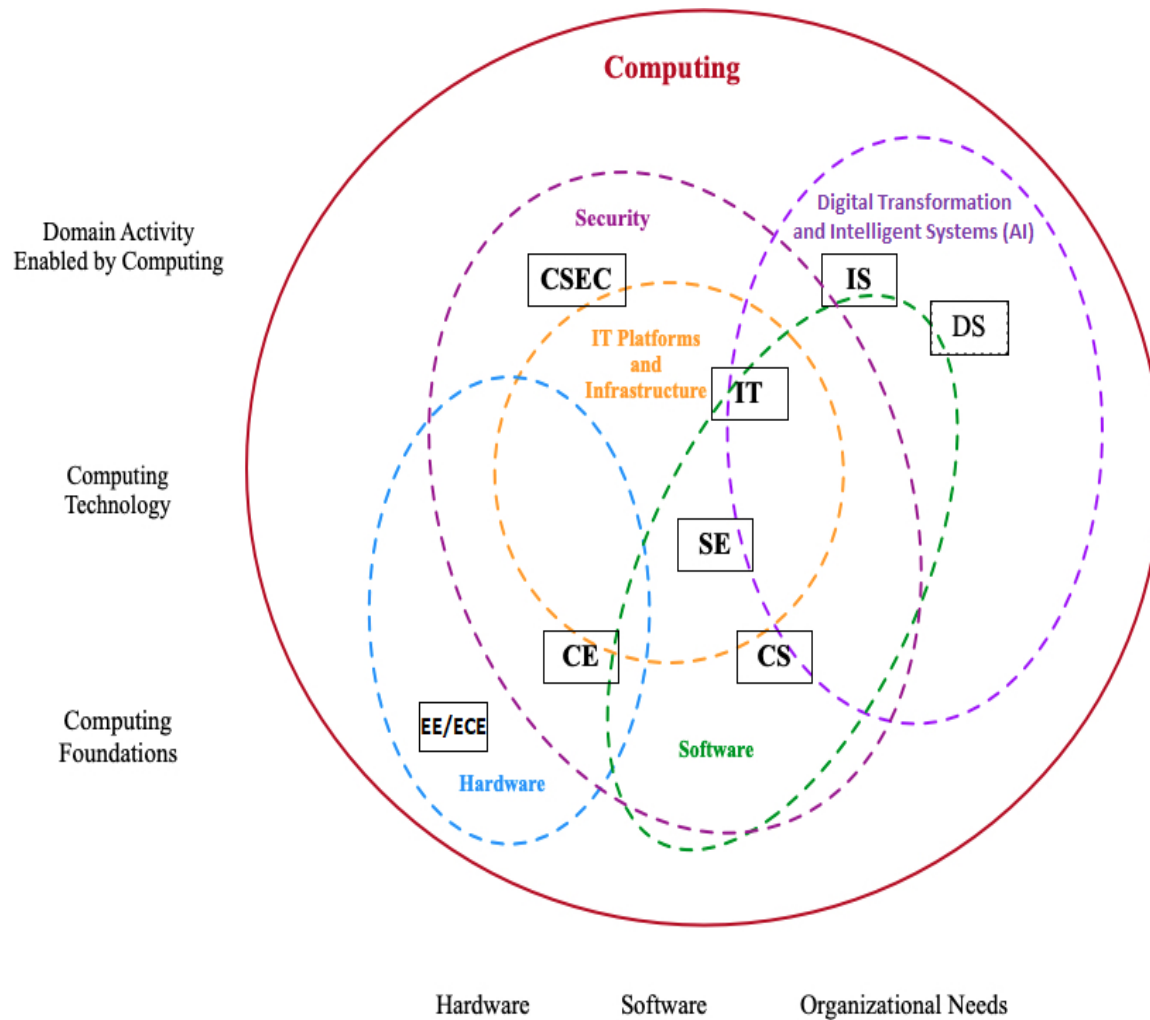 Computing
Security
Digital Transformation
and Intelligent Systems (AI)
Domain Activity
Enabled by Computing
CSEC
IS
DS
IT Platforms
and
Infrastructure
IT
Computing
Technology
SE
CE
CS
EE/ECE
Computing
Foundations
Software
Hardware
Hardware
Software
Organizational Needs